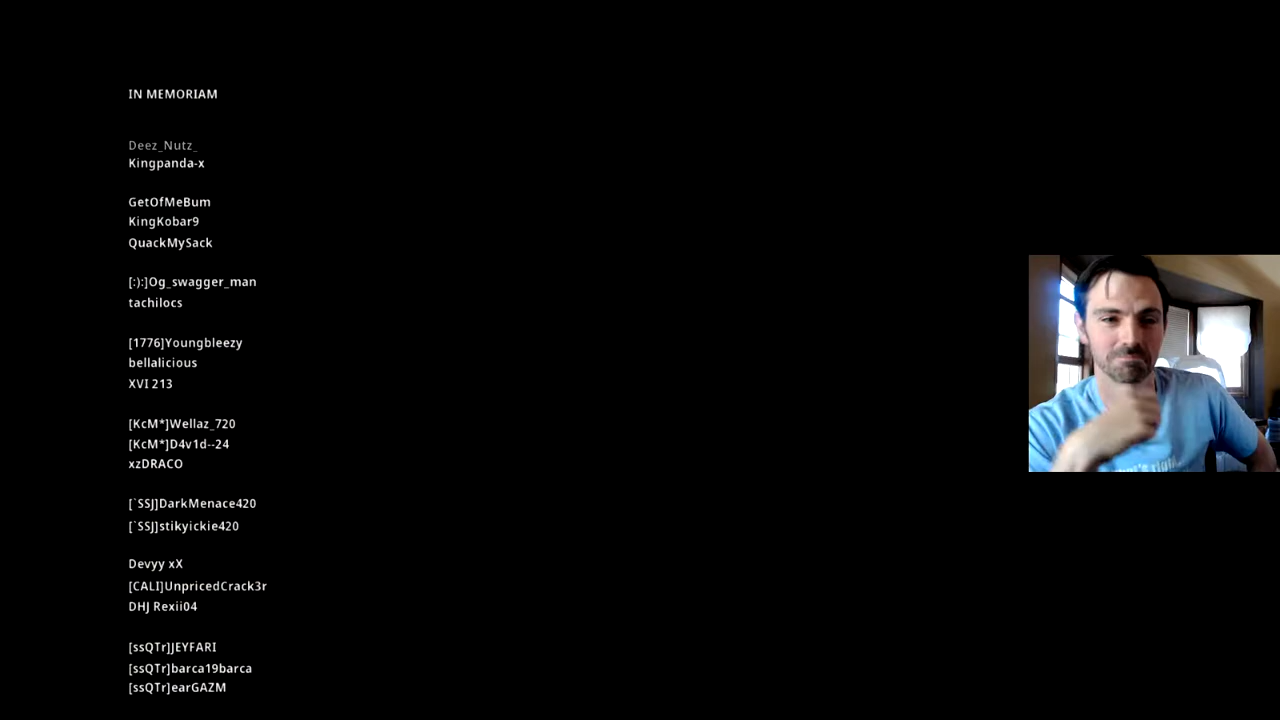 IN MEMORIAM
Deez_Nutz_
Kingpanda-x
GetOfMeBum
KingKobar9
QuackMySack
[:):]Og_swagger_man
tachilocs
[1776]Youngbleezy
bellalicious
XVI 213
[KcM*]Wellaz_720
[KcM*]D4v1d--24
xzDRACO
[`SSJ]DarkMenace420
[`SSJ]stikyickie420
Devyy xX
[CALI]UnpricedCrack3r
DHJ Rexii04
[ssQTr]JEYFARI
[ssQTr]barca19barca
[ssQTr]earGAZM